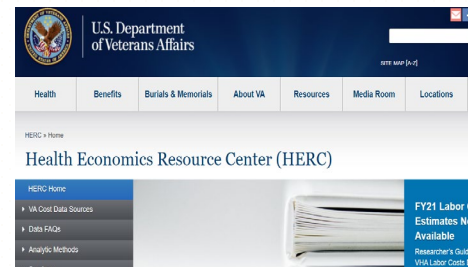 U.S. Department
of Veterans Affairs
SITE MAP [A-Z]
Health Benefits Burials & Memorials About VA Resources Media Room Locations
HERC » Home
Health Economics Resource Center (HERC)
HERC Home
VA Cost Data Sources
Data FAQs
Analytic Methods
FY21 Labor
Estimates N
Available
Researcher's Guid
VHA Labor Costs